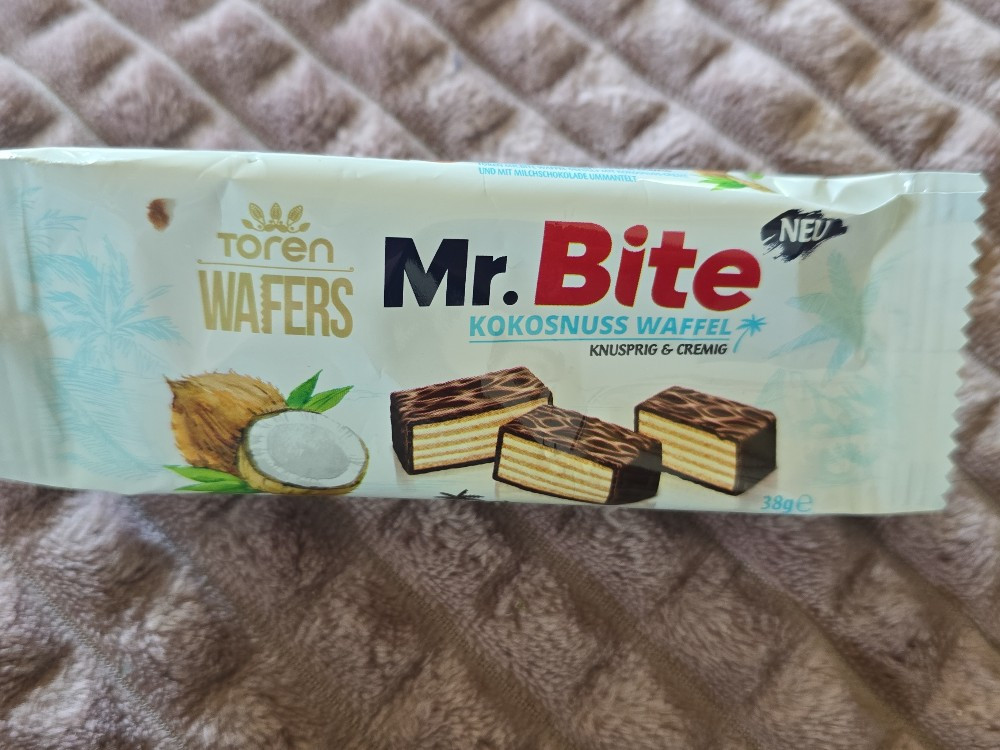 UND MIT MILCHSCHOKOLADE UMMANTELT
TOREN
WAFERS
Mr. Bite
NEU
KOKOSNUSS WAFFEL
KNUSPRIG & CREMIG
38g℮